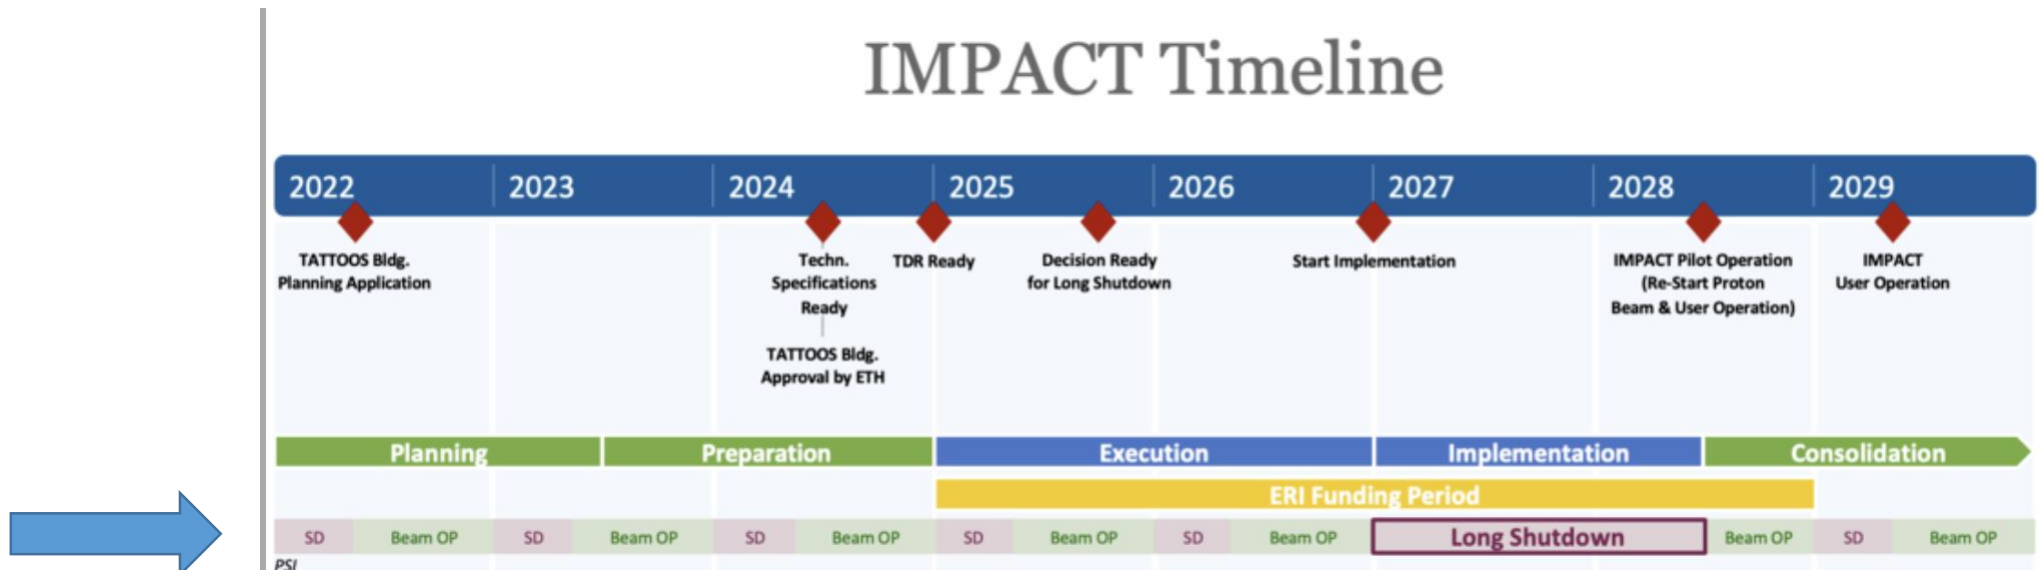 IMPACT Timeline
2022 2023 2024 2025 2026 2027 2028 2029
TATTOOS Bldg.
Planning Application
Techn.
Specifications
Ready
TATTOOS Bldg.
Approval by ETH
TDR Ready
Decision Ready
for Long Shutdown
Start Implementation
IMPACT Pilot Operation
(Re-Start Proton
Beam & User Operation)
IMPACT
User Operation
Planning Preparation Execution Implementation Consolidation
ERI Funding Period
SD Beam OP SD Beam OP SD Beam OP SD Beam OP SD Beam OP Long Shutdown Beam OP SD Beam OP
PSI